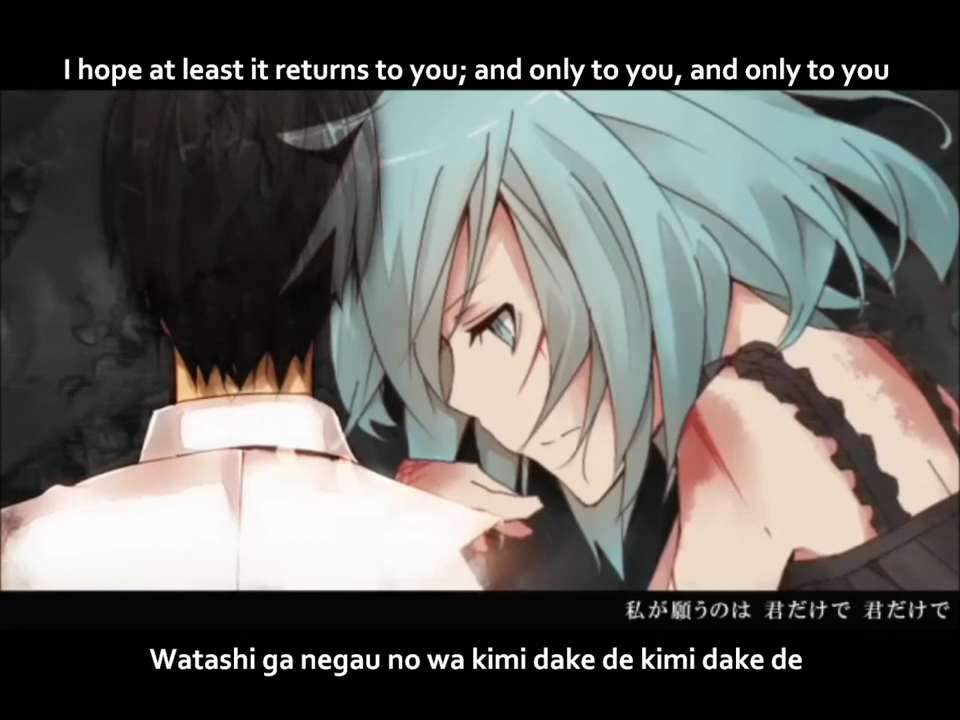 I hope at least it returns to you; and only to you, and only to you
私が願うのは 君だけで 君だけで
Watashi ga negau no wa kimi dake de kimi dake de